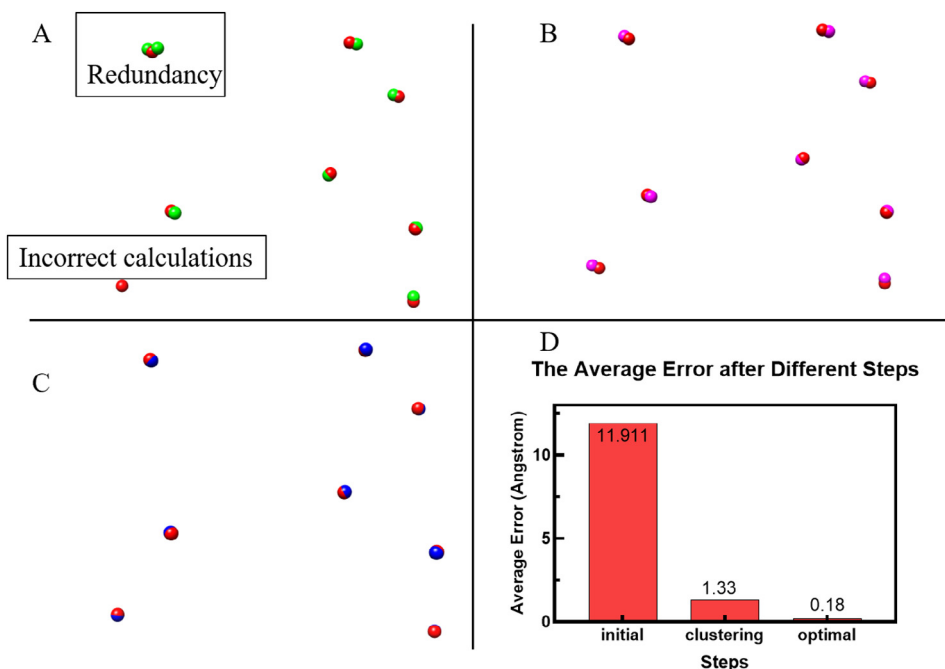 A
Redundancy
Incorrect calculations
B
C
D
The Average Error after Different Steps
Average Error (Angstrom)
10
5
0
11.911
1.33
0.18
initial
clustering
optimal
Steps